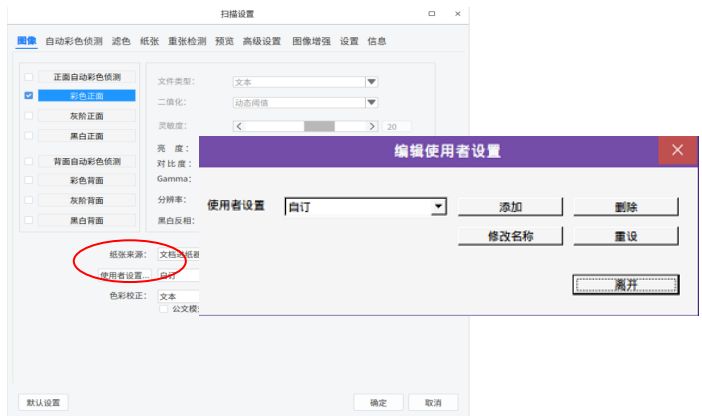 扫描设置
图像 自动彩色侦测 滤色 纸张 重张检测 预览 高级设置 图像增强 设置 信息
正面自动彩色侦测
彩色正面
灰阶正面
黑白正面
背面自动彩色侦测
彩色背面
灰阶背面
黑白背面
文件类型: 文本
二值化: 动态阈值
灵敏度: 20
亮 度:
对比度:
Gamma:
分辨率:
黑白反相:
纸张来源: 文档进纸器
使用者设置... 自订
色彩校正: 文本
公文模
默认设置 确定 取消
编辑使用者设置
使用者设置 自订 添加 删除
修改名称 重设
离开